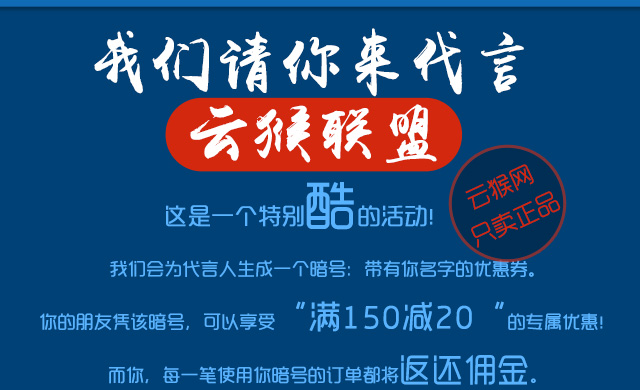 我们请你来代言
云猴联盟
云猴网
只卖正品
这是一个特别酷的活动!
我们会为代言人生成一个暗号：带有你名字的优惠券。
你的朋友凭该暗号，可以享受 “满150减20 “的专属优惠!
而你，每一笔使用你暗号的订单都将返还佣金。